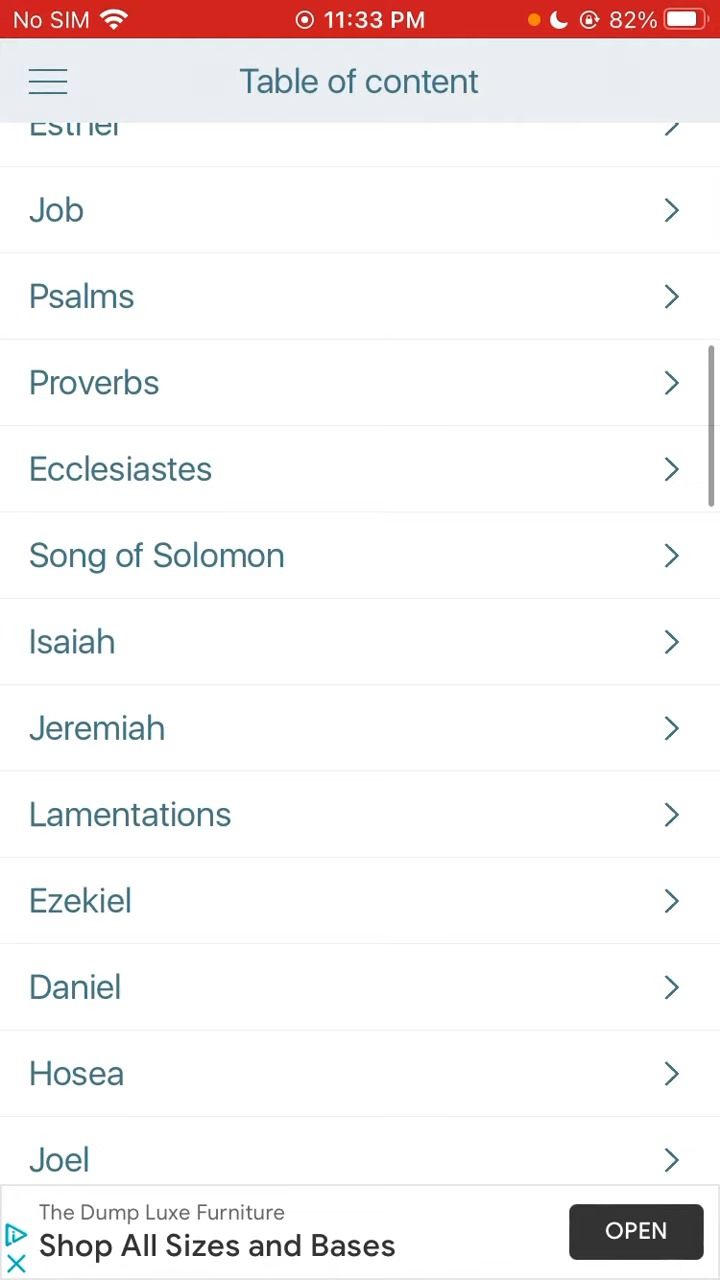 No SIM 11:33 PM 82%
Table of content
Esther
Job
Psalms
Proverbs
Ecclesiastes
Song of Solomon
Isaiah
Jeremiah
Lamentations
Ezekiel
Daniel
Hosea
Joel
The Dump Luxe Furniture
Shop All Sizes and Bases
OPEN